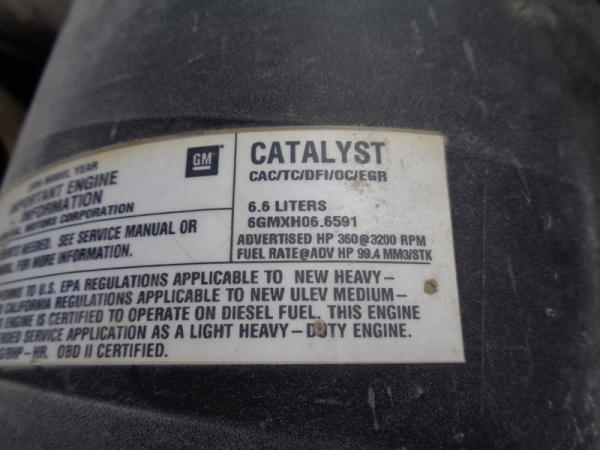 MODEL YEAR
IMPORTANT ENGINE
INFORMATION
MOTORS CORPORATION
GM
CATALYST
CAC/TC/DFI/OC/EGR
6.6 LITERS
6GMXH06.6591
ADVERTISED HP 360@3200 RPM
FUEL RATE@ADV HP 99.4 MM3/STK
NEEDED. SEE SERVICE MANUAL OR
FOR MORE INFORMATION.
TO U.S. EPA REGULATIONS APPLICABLE TO NEW HEAVY-
CALIFORNIA REGULATIONS APPLICABLE TO NEW ULEV MEDIUM-
ENGINE IS CERTIFIED TO OPERATE ON DIESEL FUEL. THIS ENGINE
SERVICE APPLICATION AS A LIGHT HEAVY-DUTY ENGINE.
G/BHP-HR. OBD II CERTIFIED.